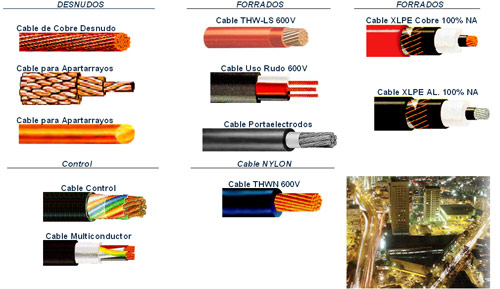 DESNUDOS
Cable de Cobre Desnudo
Cable para Apartarrayos
Cable para Apartarrayos
FORRADOS
Cable THW-LS 600V
Cable Uso Rudo 600V
Cable Portaelectrodos
FORRADOS
Cable XLPE Cobre 100% NA
Cable XLPE AL. 100% NA
Control
Cable Control
Cable Multiconductor
Cable NYLON
Cable THWN 600V